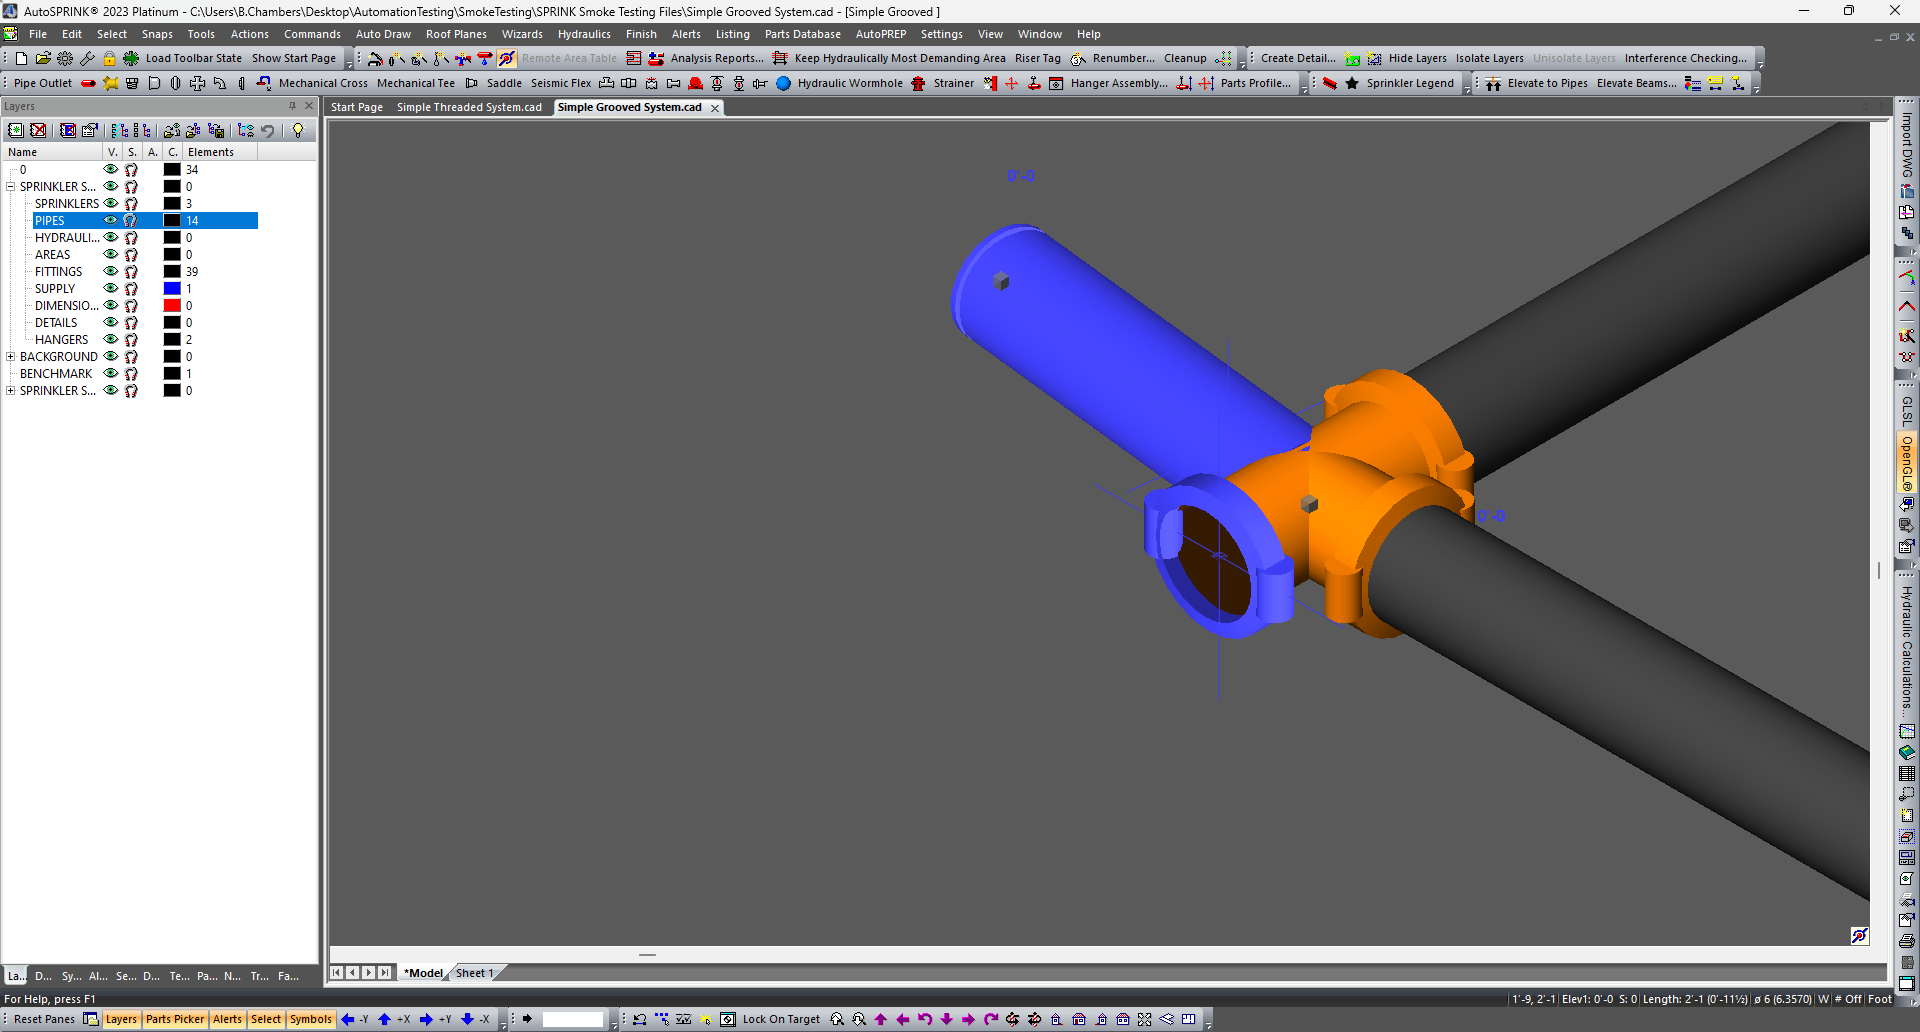 AutoSPRINK® 2023 Platinum - C:\Users\B.Chambers\Desktop\AutomationTesting\SmokeTesting\SPRINK Smoke Testing Files\Simple Grooved System.cad - [Simple Grooved ]
File Edit Select Snaps Tools Actions Commands Auto Draw Roof Planes Wizards Hydraulics Finish Alerts Listing Parts Database AutoPREP Settings View Window Help
Load Toolbar State Show Start Page Remote Area Table Analysis Reports... Keep Hydraulically Most Demanding Area Riser Tag Renumber... Cleanup Create Detail... Hide Layers Isolate Layers Unisolate Layers Interference Checking...
Pipe Outlet Mechanical Cross Mechanical Tee Saddle Seismic Flex Hydraulic Wormhole Strainer Hanger Assembly... Parts Profile... Sprinkler Legend Elevate to Pipes Elevate Beams...
Layers
Start Page Simple Threaded System.cad Simple Grooved System.cad
Name V. S. A. C. Elements
0 34
SPRINKLER S... 0
SPRINKLERS 3
PIPES 14
HYDRAULI... 0
AREAS 0
FITTINGS 39
SUPPLY 1
DIMENSIO... 0
DETAILS 0
HANGERS 2
BACKGROUND 0
BENCHMARK 1
SPRINKLER S... 0
0'-0
0'-0
Import DWG
GLSL
OpenGL®
Hydraulic Calculations...
La... D... Sy... Al... Se... D... Te... Pa... N... Tr... Fa...
*Model Sheet 1
For Help, press F1
1'-9, 2'-1 Elev1: 0'-0 S: 0 Length: 2'-1 (0'-11½) ø 6 (6.3570) W # Off Foot
Reset Panes Layers Parts Picker Alerts Select Symbols -Y +X +Y -X Lock On Target